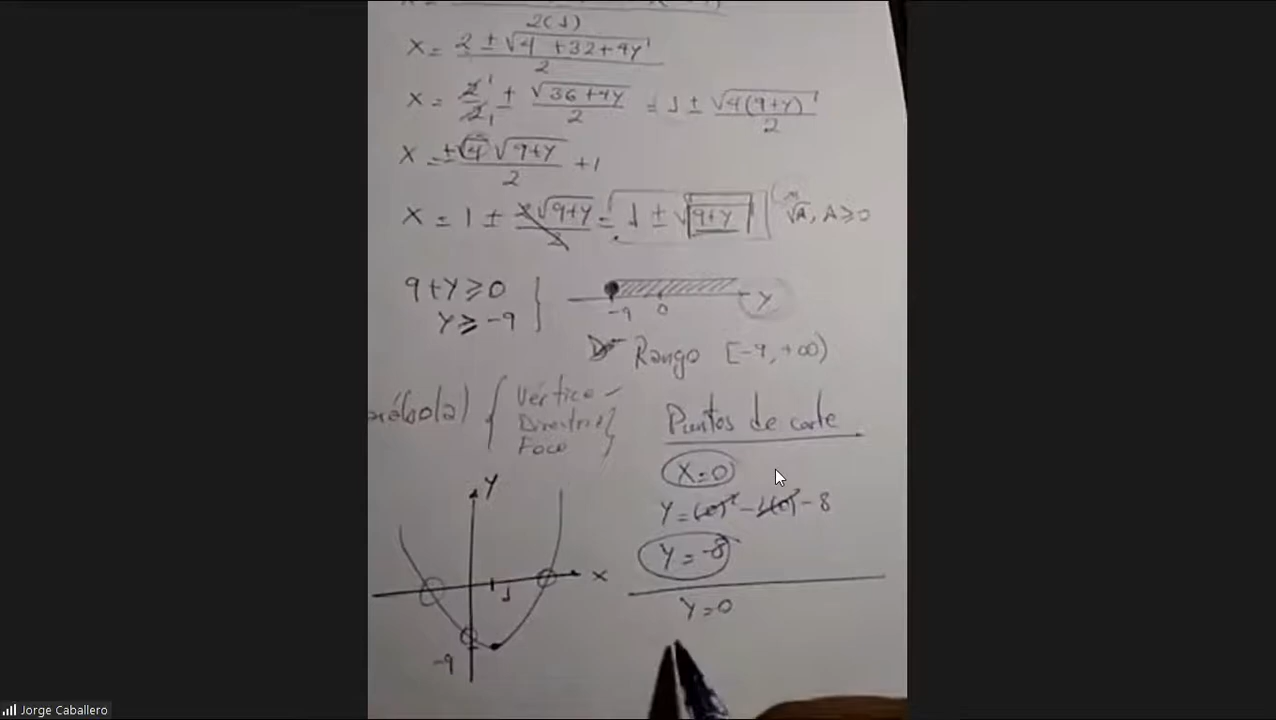 2(1)
X = 2 ± √4 + 32 + 4y / 2
X = 2/2 ± √36 + 4y / 2 = 1 ± √4(9+y) / 2
X = ±√4 √9+y / 2 + 1
X = 1 ± 2√9+y / 2 = 1 ± √9+y √A, A ≥ 0
9 + y ≥ 0
y ≥ -9
-9 0 y
Rango [-9, +∞)
Vértice
Directriz
Foco
Puntos de corte
X = 0
y = (0)² - 2(0) - 8
y = -8
y = 0
y
x
1
-9
Jorge Caballero